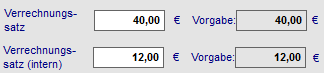 Verrechnungs-
satz 40,00 € Vorgabe: 40,00 €
Verrechnungs-
satz (intern) 12,00 € Vorgabe: 12,00 €